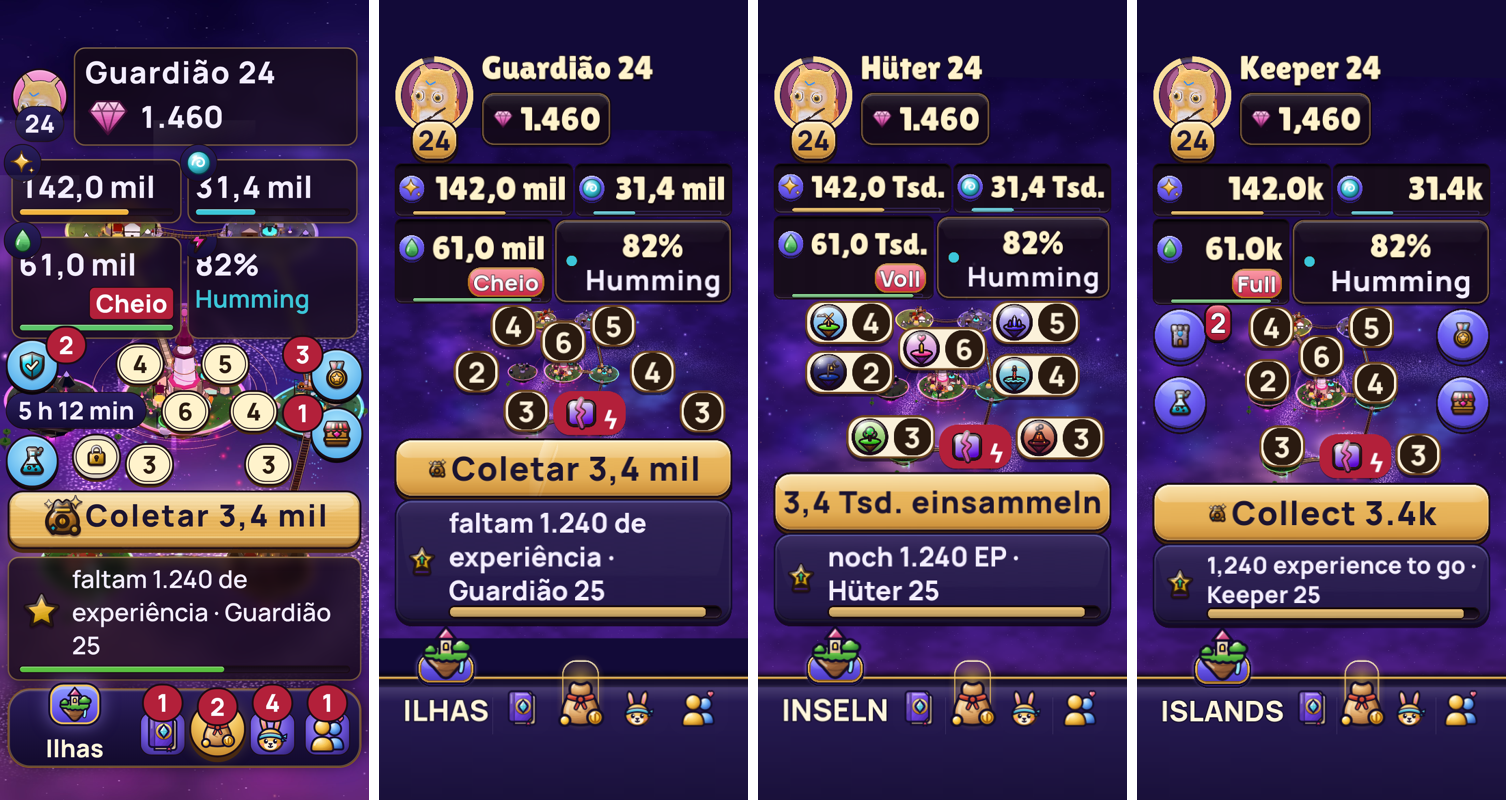 Guardião 24
24
1.460
142,0 mil
31,4 mil
61,0 mil
Cheio
82%
Humming
2
4
5
3
5 h 12 min
6
4
1
3
3
Coletar 3,4 mil
faltam 1.240 de
experiência · Guardião
25
Ilhas
1
2
4
1
Guardião 24
24
1.460
142,0 mil
31,4 mil
61,0 mil
Cheio
82%
Humming
4
5
6
2
4
3
4
3
Coletar 3,4 mil
faltam 1.240 de
experiência ·
Guardião 25
ILHAS
Hüter 24
24
1.460
142,0 Tsd.
31,4 Tsd.
61,0 Tsd.
Voll
82%
Humming
4
5
6
2
4
3
4
3
3,4 Tsd. einsammeln
noch 1.240 EP ·
Hüter 25
INSELN
Keeper 24
24
1,460
142.0k
31.4k
61.0k
Full
82%
Humming
2
4
5
6
2
4
3
4
3
Collect 3.4k
1,240 experience to go ·
Keeper 25
ISLANDS